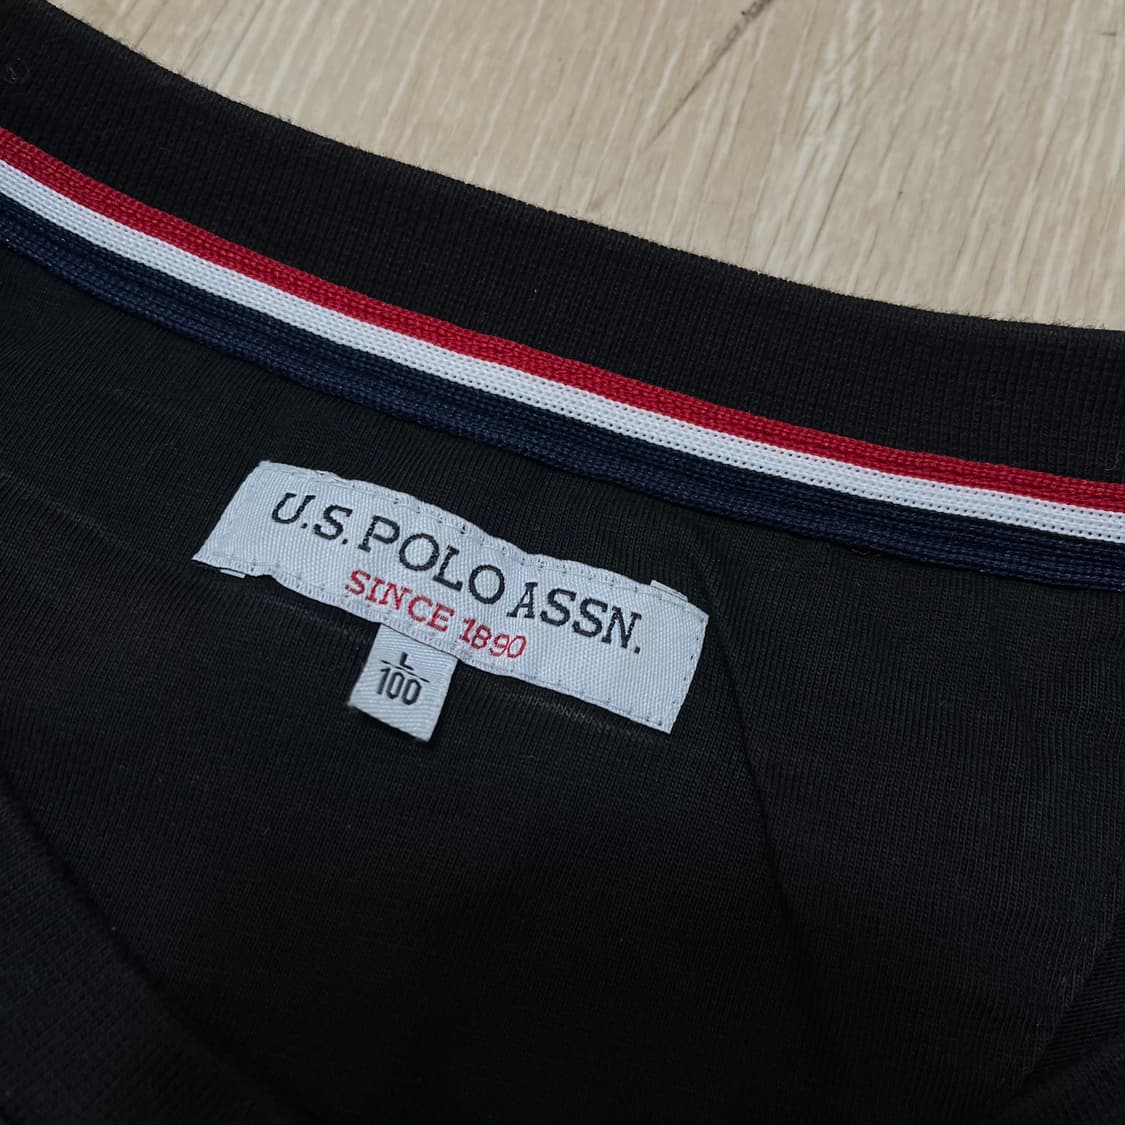 U.S. POLO ASSN.
SINCE 1890
L
100